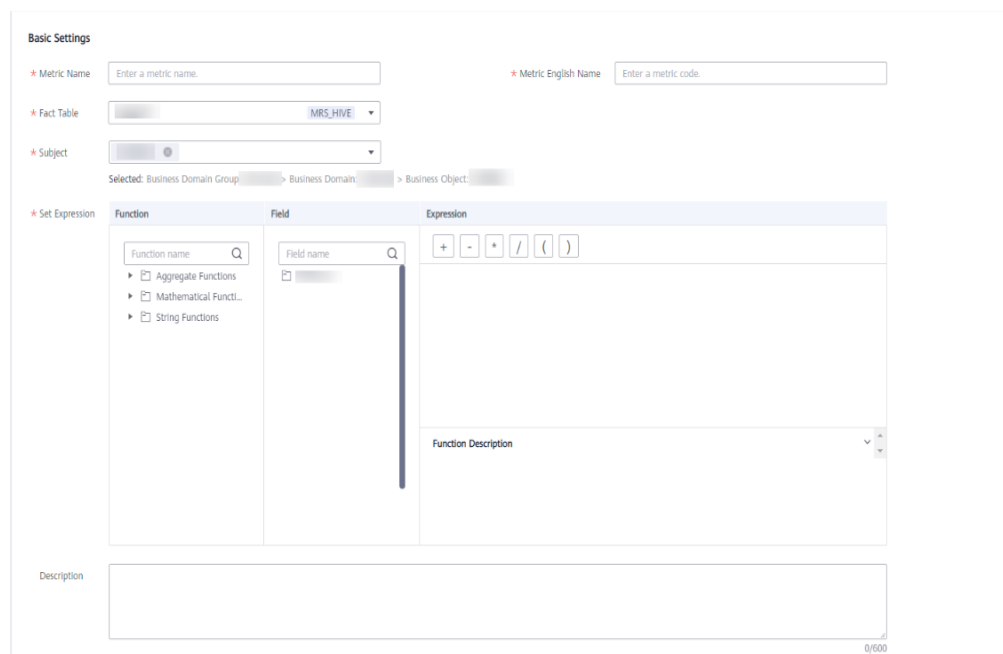 Basic Settings
* Metric Name Enter a metric name. * Metric English Name Enter a metric code.
* Fact Table MRS_HIVE
* Subject
Selected: Business Domain Group > Business Domain: > Business Object:
* Set Expression Function Field Expression
Function name Field name + - * / ( )
Aggregate Functions
Mathematical Functi...
String Functions
Function Description
Description
0/600